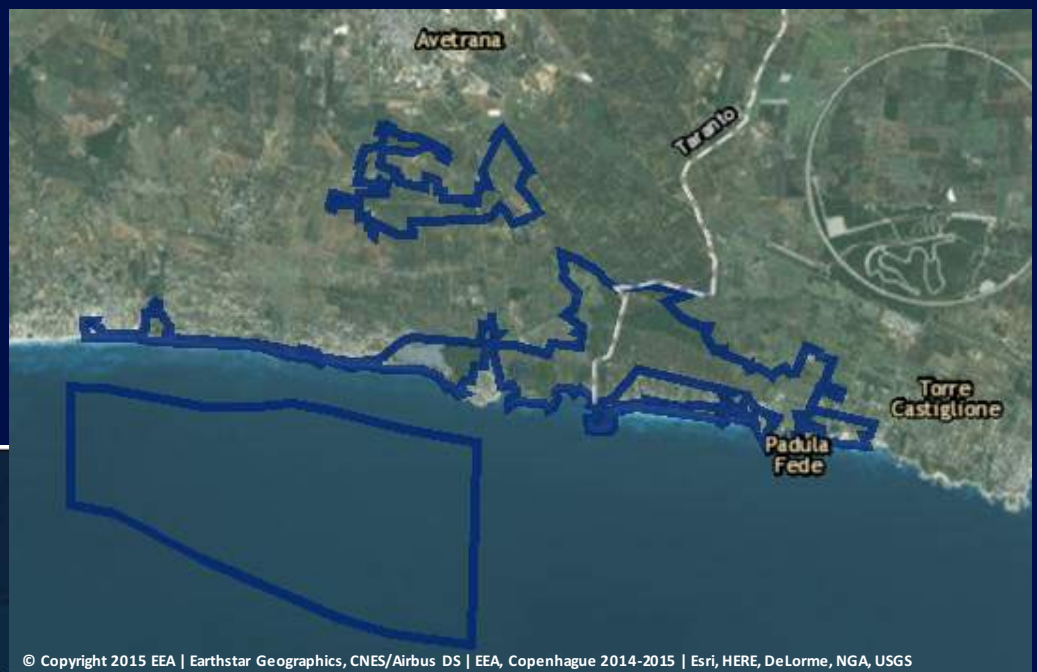 Avetrana
Taranto
Torre
Castiglione
Padula
Fede
© Copyright 2015 EEA | Earthstar Geographics, CNES/Airbus DS | EEA, Copenhague 2014-2015 | Esri, HERE, DeLorme, NGA, USGS